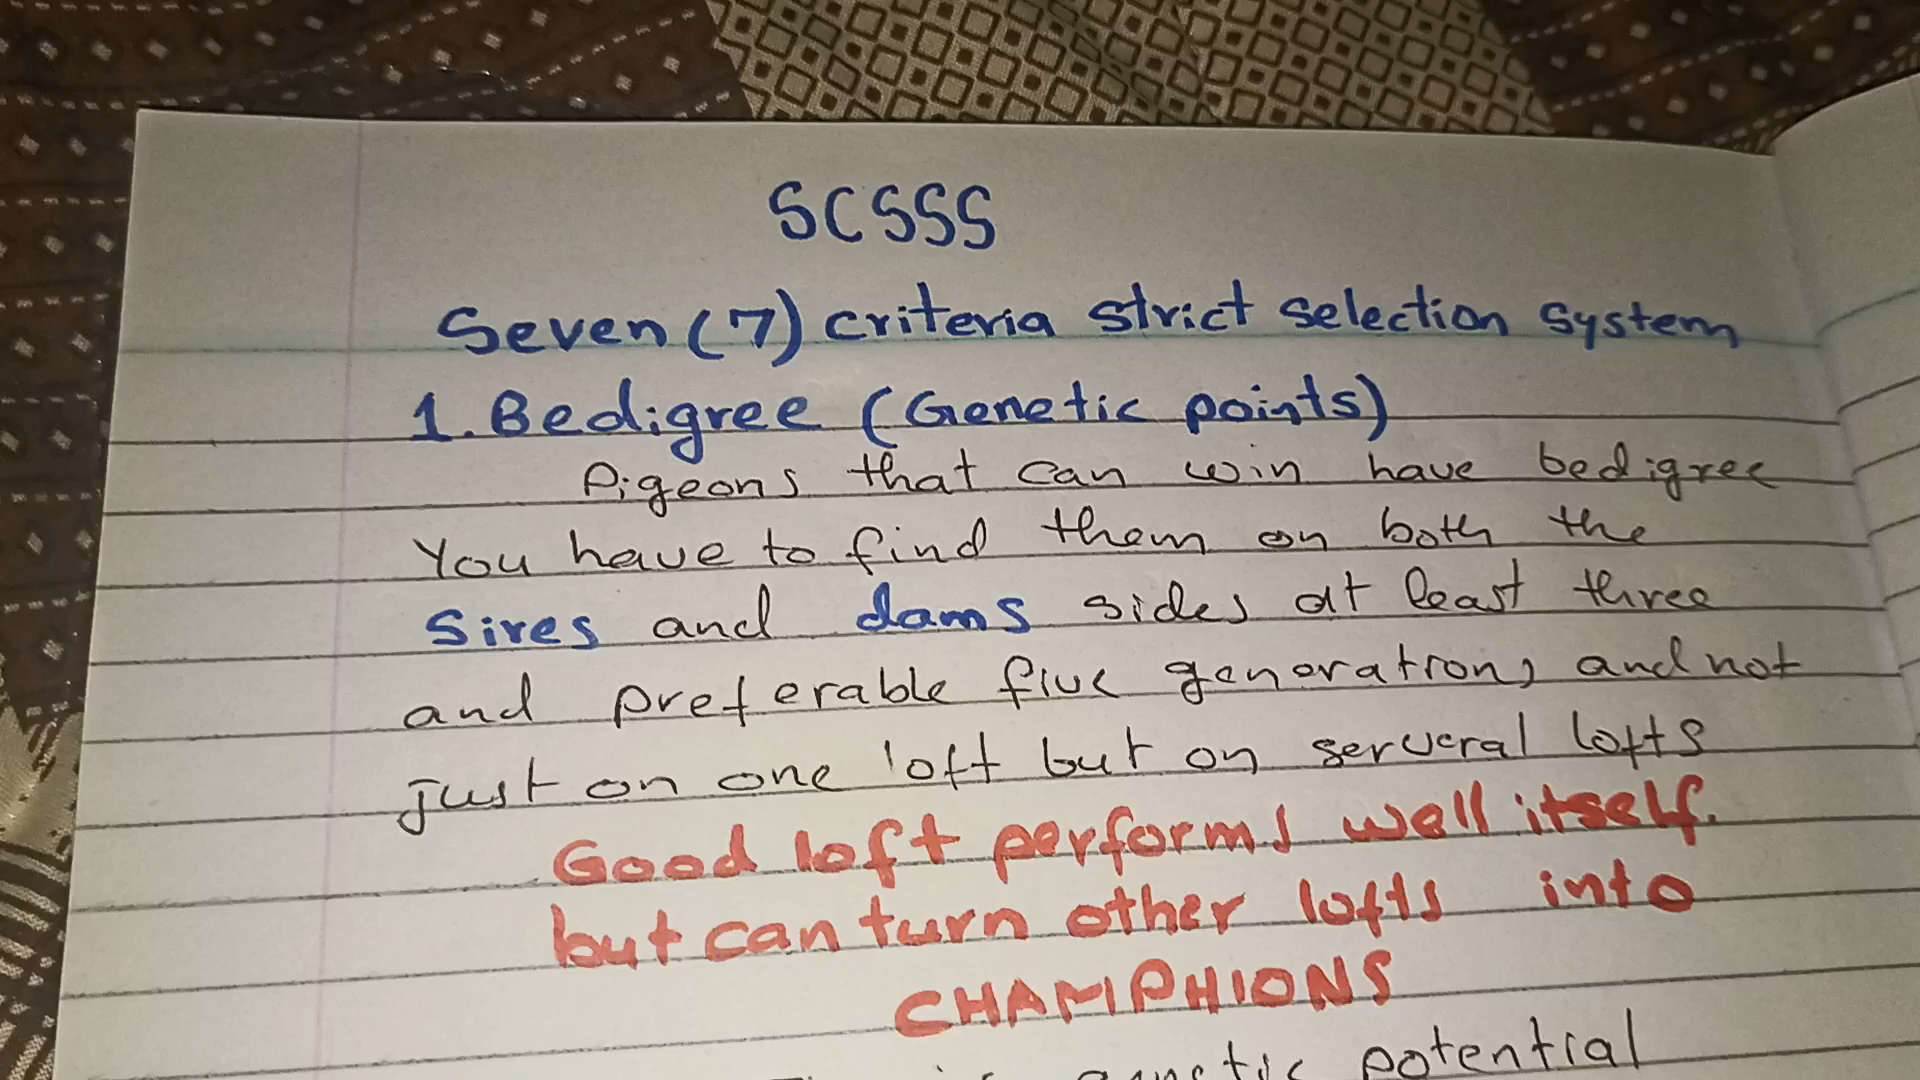 SCSSS
Seven (7) criteria strict selection system
1. Bedigree (Genetic points)
Pigeons that can win have bedigree
You have to find them on both the
Sires and dams sides at least three
and preferable five generation, and not
just on one loft but on serveral lofts
Good loft performs well itself.
but can turn other lofts into
CHAMPHIONS
genetic potential